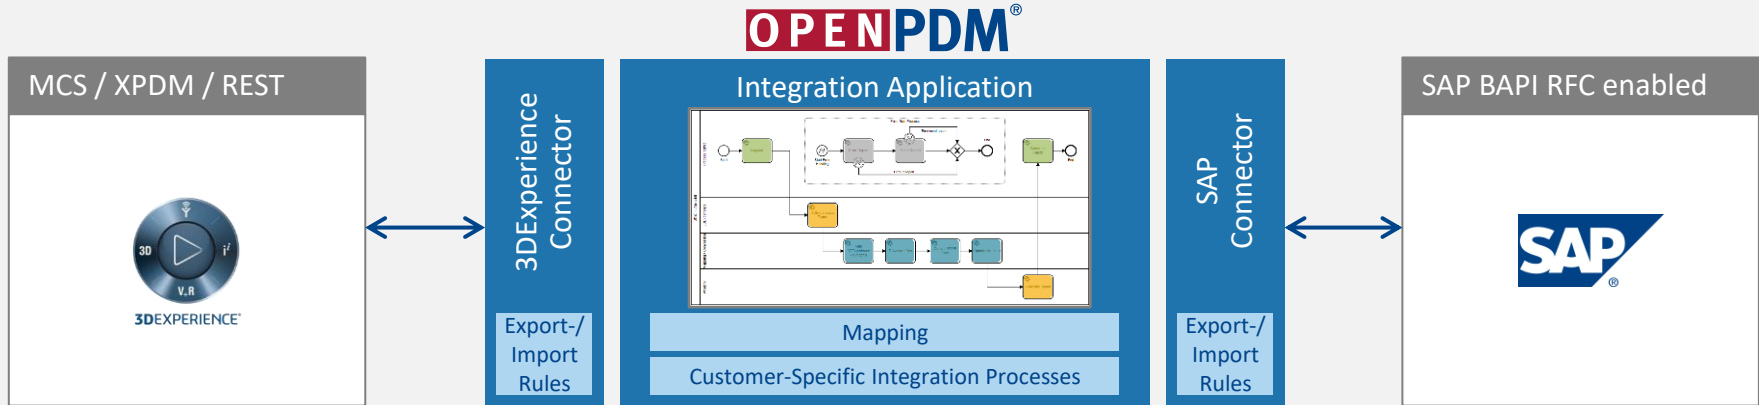 OPENPDM®
MCS / XPDM / REST
3D
i²
V.R
3DEXPERIENCE®
3DExperience
Connector
Export-/
Import
Rules
Integration Application
Mapping
Customer-Specific Integration Processes
SAP
Connector
Export-/
Import
Rules
SAP BAPI RFC enabled
SAP®